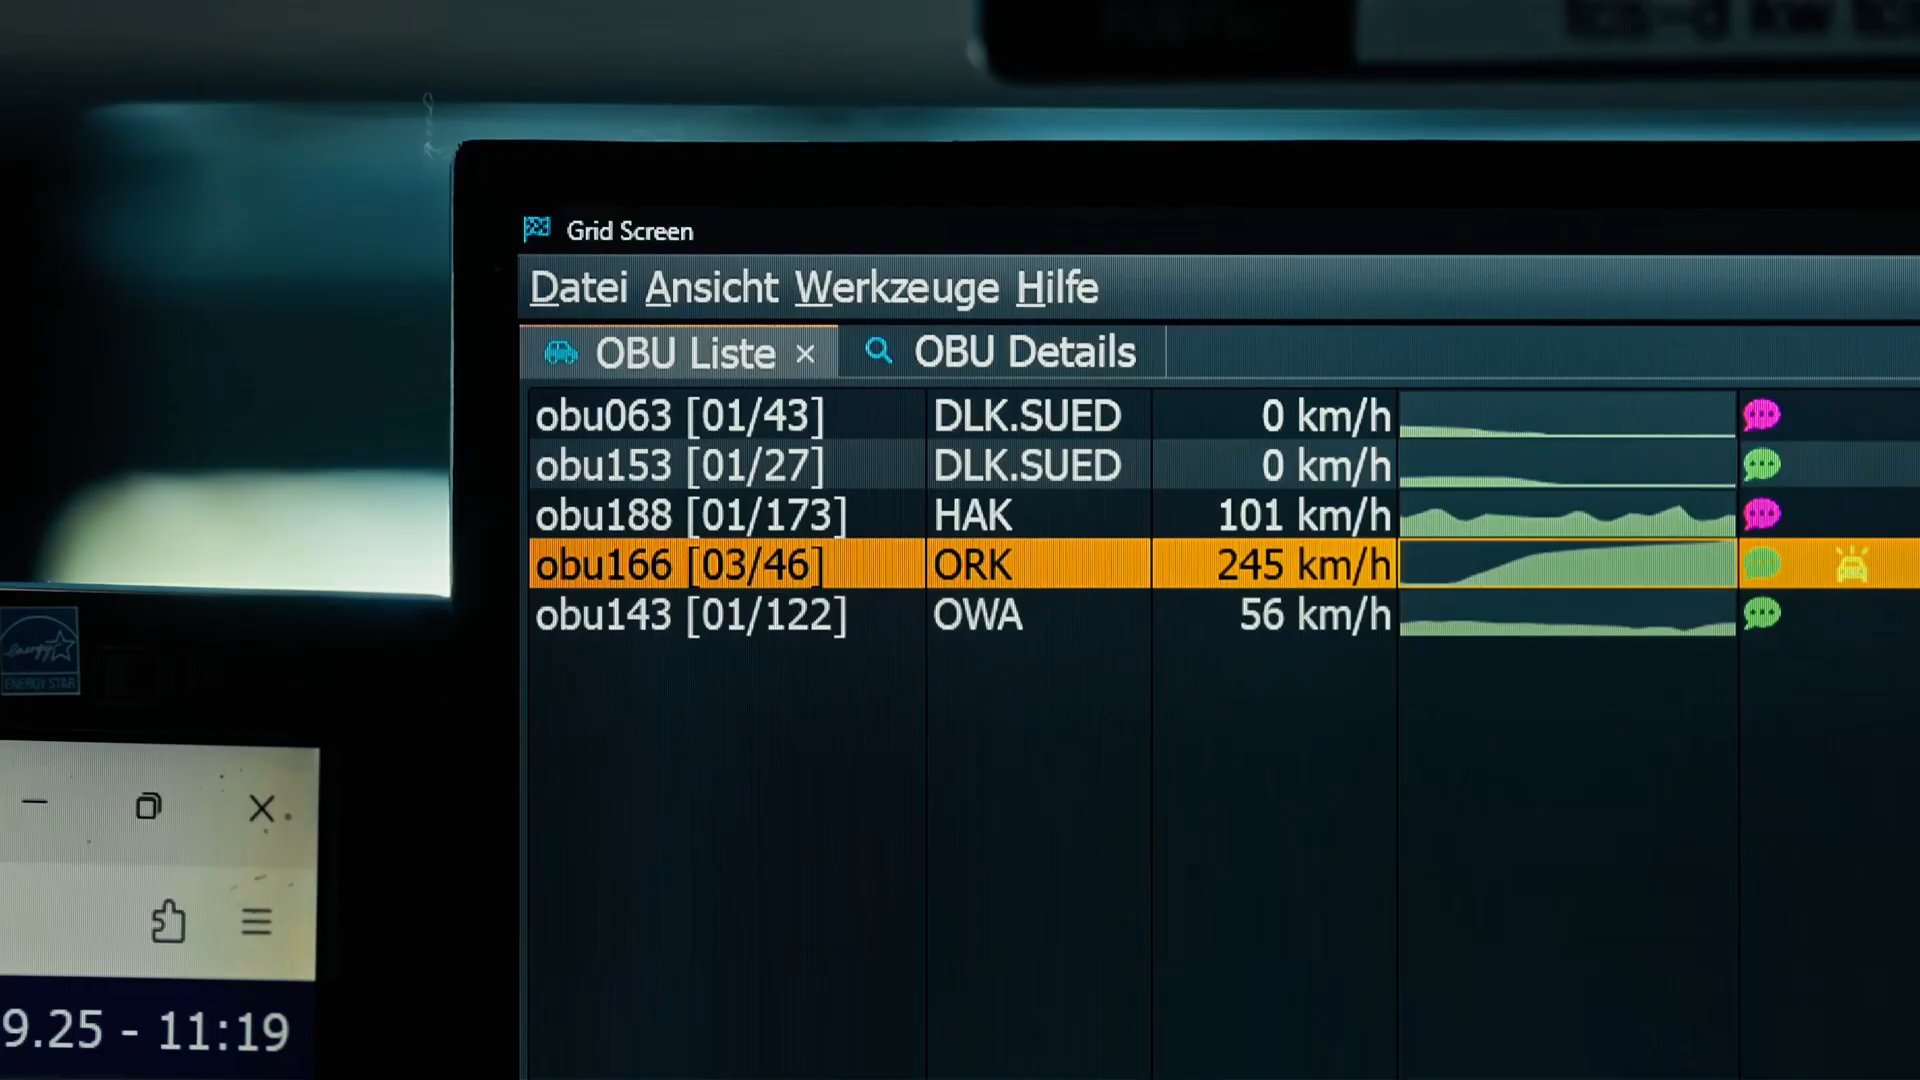 Grid Screen
Datei Ansicht Werkzeuge Hilfe
OBU Liste × OBU Details
obu063 [01/43] DLK.SUED 0 km/h
obu153 [01/27] DLK.SUED 0 km/h
obu188 [01/173] HAK 101 km/h
obu166 [03/46] ORK 245 km/h
obu143 [01/122] OWA 56 km/h
energy
ENERGY STAR
9.25 - 11:19